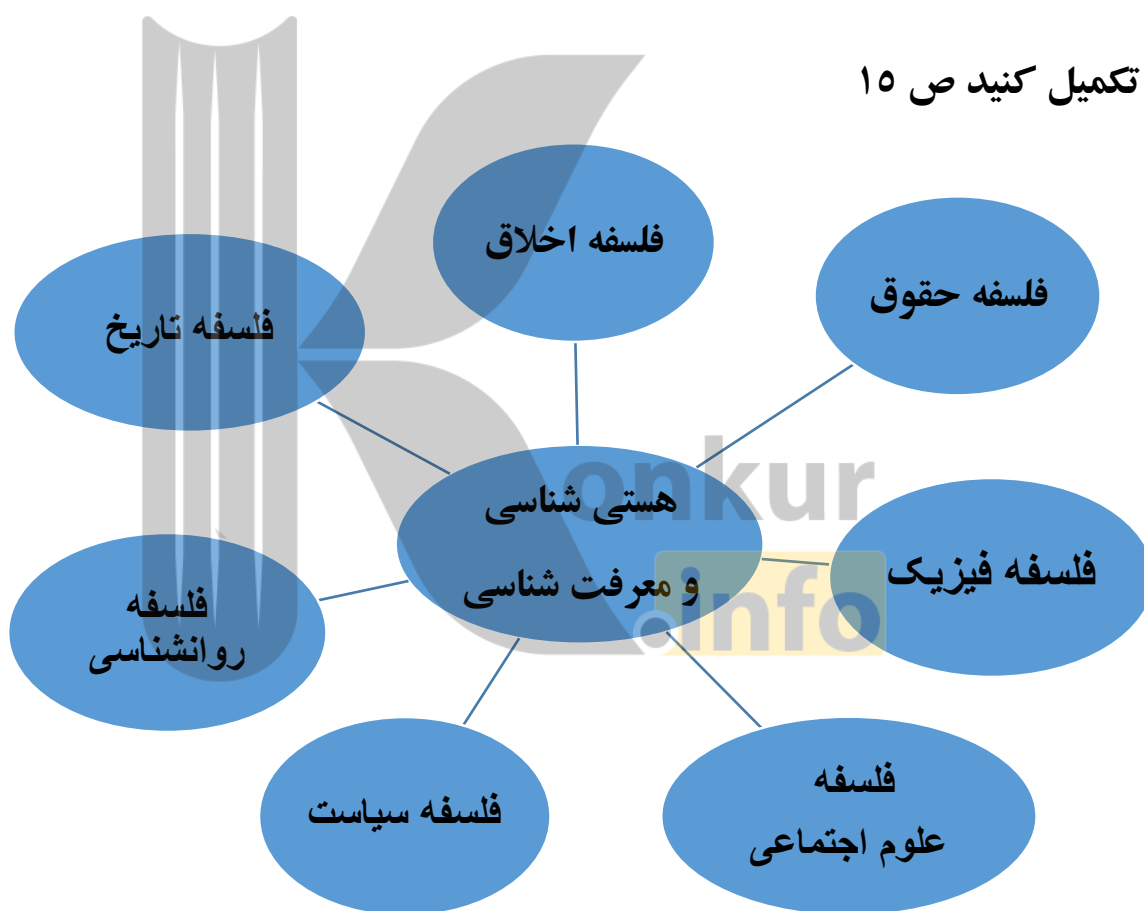 تکمیل کنید ص ۱۵
فلسفه اخلاق
فلسفه حقوق
فلسفه تاریخ
هستی شناسی
و معرفت شناسی
فلسفه فیزیک
فلسفه
روانشناسی
فلسفه سیاست
فلسفه
علوم اجتماعی
onkur
.info